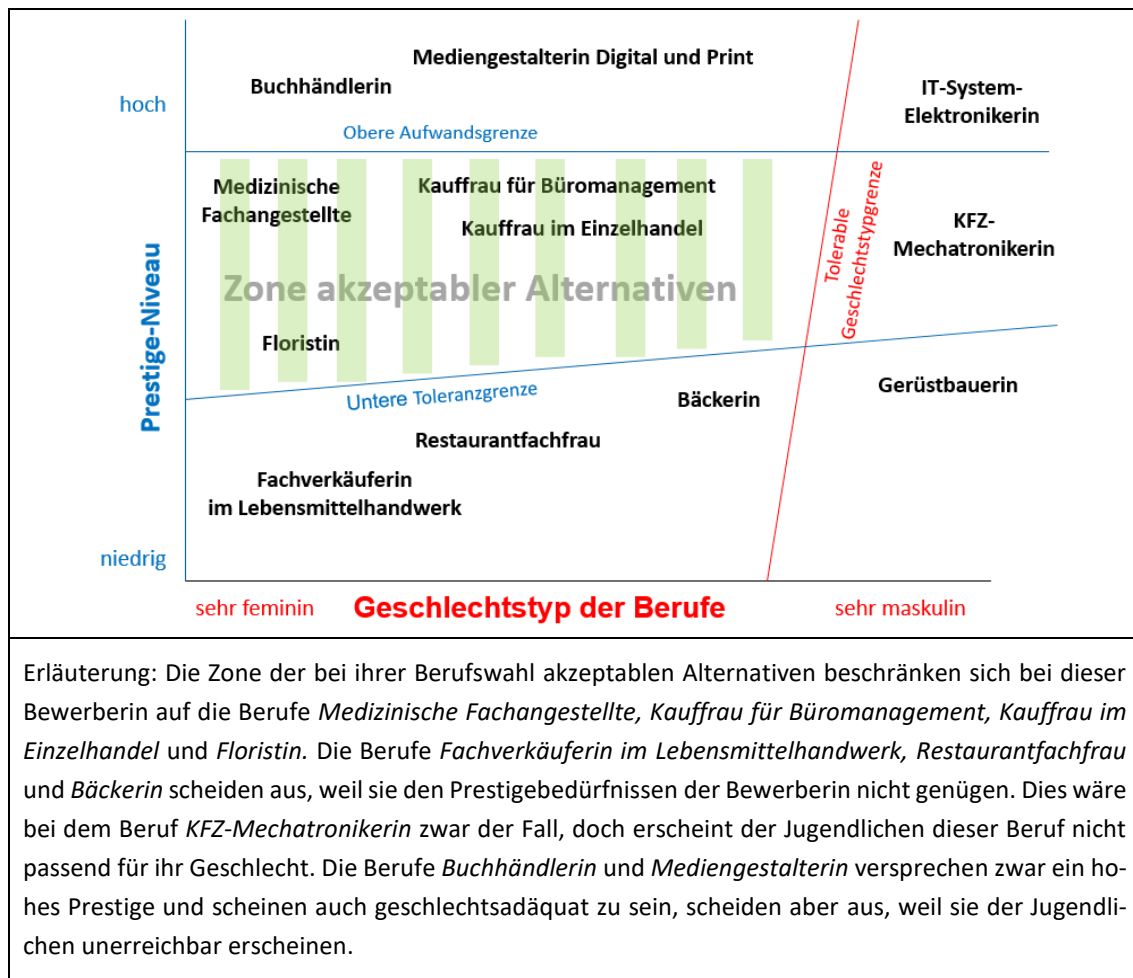 Mediengestalterin Digital und Print
Buchhändlerin
IT-System-
Elektronikerin
hoch
Obere Aufwandsgrenze
Medizinische
Fachangestellte
Kauffrau für Büromanagement
Kauffrau im Einzelhandel
Tolerable
Geschlechtstypgrenze
KFZ-
Mechatronikerin
Zone akzeptabler Alternativen
Prestige-Niveau
Floristin
Untere Toleranzgrenze
Bäckerin
Gerüstbauerin
Restaurantfachfrau
Fachverkäuferin
im Lebensmittelhandwerk
niedrig
sehr feminin
Geschlechtstyp der Berufe
sehr maskulin
Erläuterung: Die Zone der bei ihrer Berufswahl akzeptablen Alternativen beschränken sich bei dieser
Bewerberin auf die Berufe Medizinische Fachangestellte, Kauffrau für Büromanagement, Kauffrau im
Einzelhandel und Floristin. Die Berufe Fachverkäuferin im Lebensmittelhandwerk, Restaurantfachfrau
und Bäckerin scheiden aus, weil sie den Prestigebedürfnissen der Bewerberin nicht genügen. Dies wäre
bei dem Beruf KFZ-Mechatronikerin zwar der Fall, doch erscheint der Jugendlichen dieser Beruf nicht
passend für ihr Geschlecht. Die Berufe Buchhändlerin und Mediengestalterin versprechen zwar ein ho-
hes Prestige und scheinen auch geschlechtsadäquat zu sein, scheiden aber aus, weil sie der Jugendli-
chen unerreichbar erscheinen.